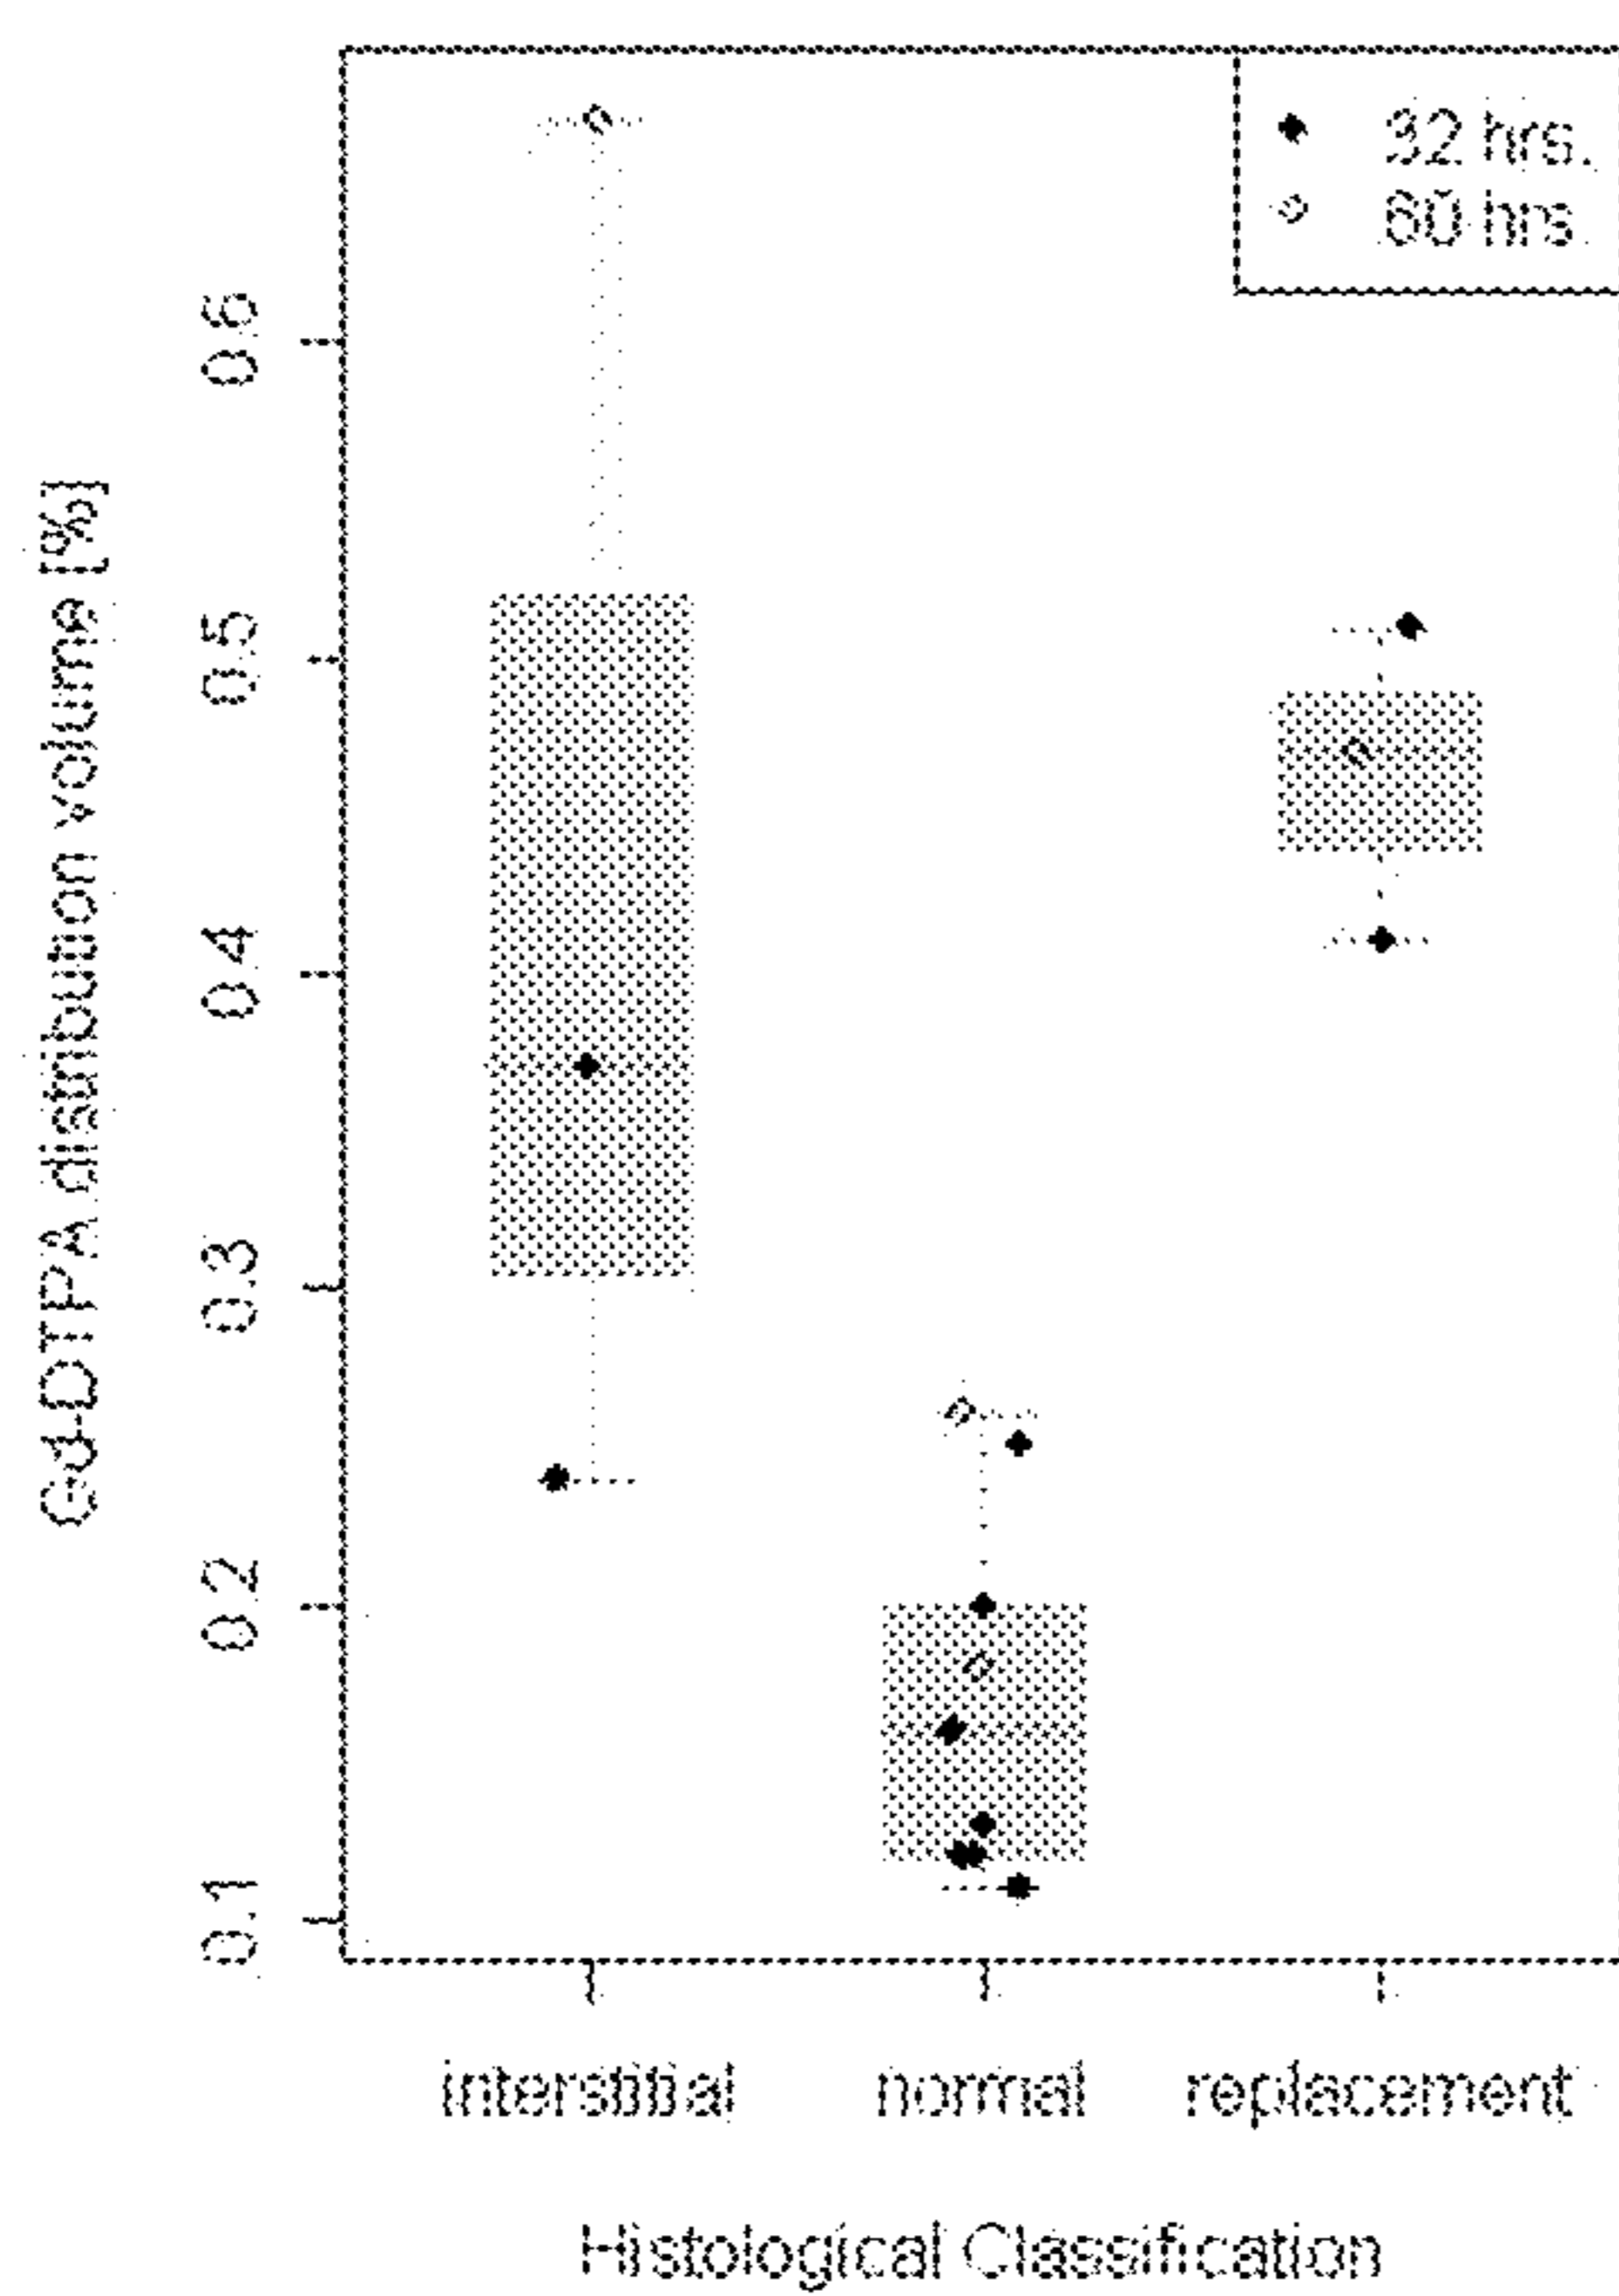 32 hrs.
60 hrs.
Gd-DTPA distribution volume [%]
0.6
0.5
0.4
0.3
0.2
0.1
interstitial normal replacement
Histological Classification